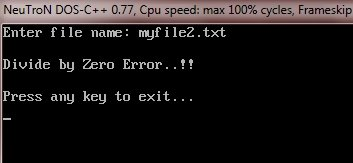 NeuTroN DOS-C++ 0.77, Cpu speed: max 100% cycles, Frameskip
Enter file name: myfile2.txt
Divide by Zero Error..!!
Press any key to exit...
_